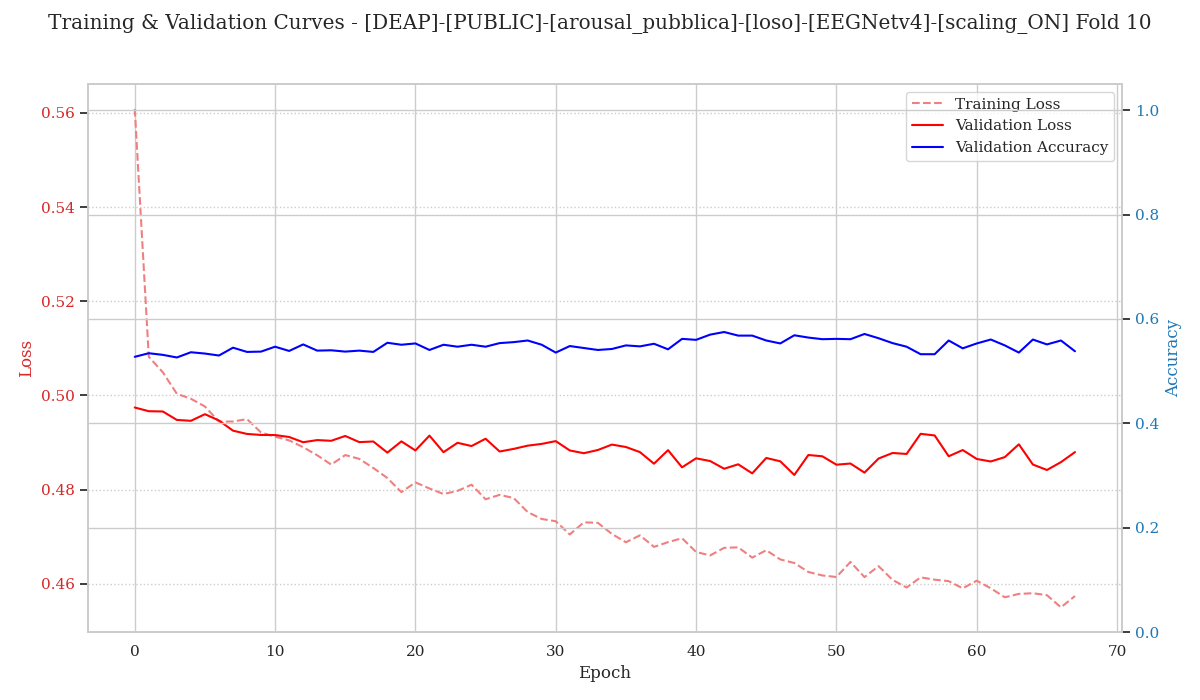 Training & Validation Curves - [DEAP]-[PUBLIC]-[arousal_pubblica]-[loso]-[EEGNetv4]-[scaling_ON] Fold 10
Training Loss
Validation Loss
Validation Accuracy
0.56
0.54
0.52
0.50
0.48
0.46
Loss
1.0
0.8
0.6
0.4
0.2
0.0
Accuracy
0 10 20 30 40 50 60 70
Epoch